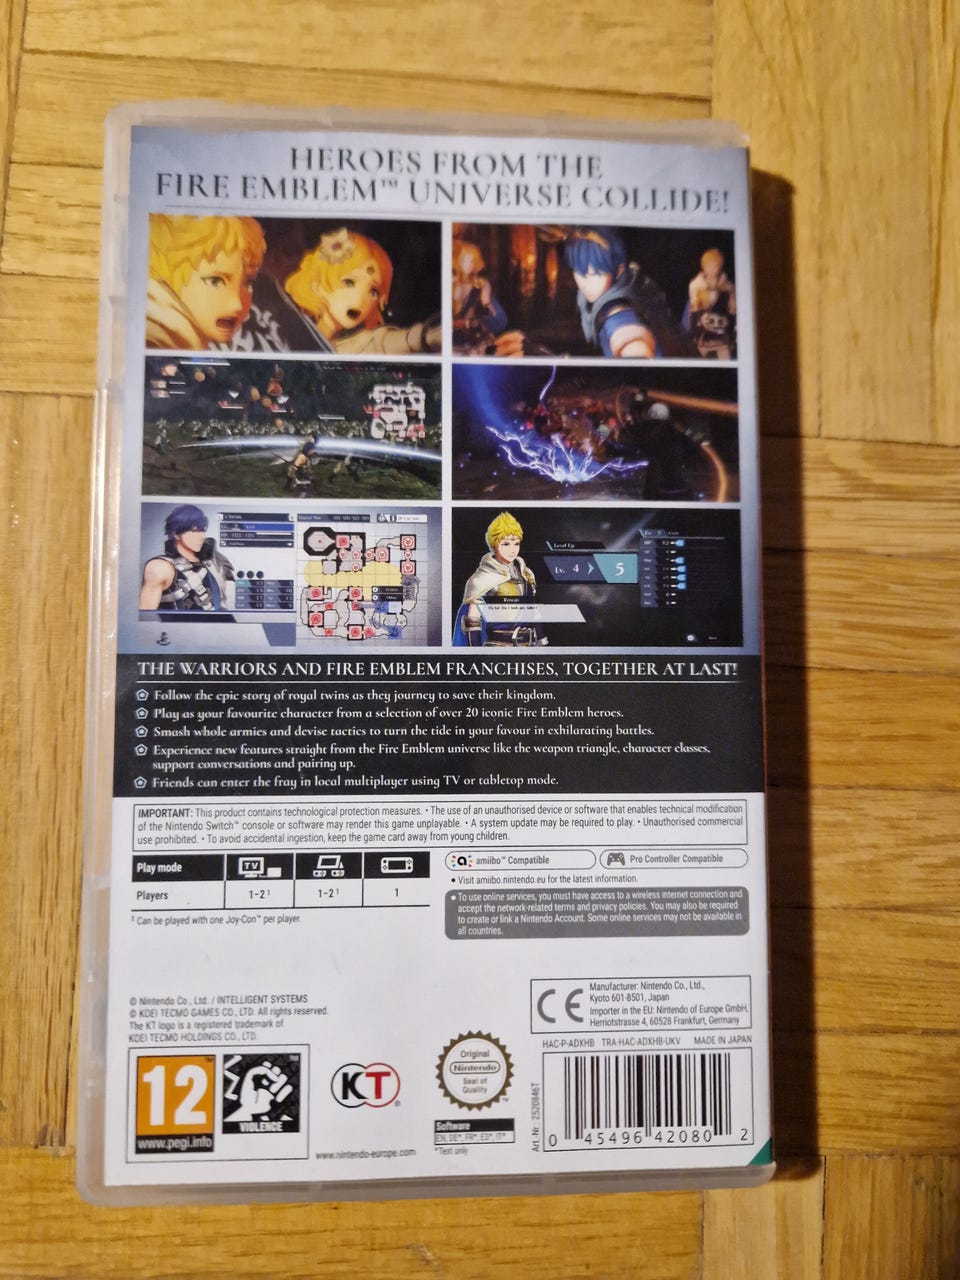 HEROES FROM THE
FIRE EMBLEM™ UNIVERSE COLLIDE!
Level Up
Lv. 4 > 5
Rowan
THE WARRIORS AND FIRE EMBLEM FRANCHISES, TOGETHER AT LAST!
Follow the epic story of royal twins as they journey to save their kingdom.
Play as your favourite character from a selection of over 20 iconic Fire Emblem heroes.
Smash whole armies and devise tactics to turn the tide in your favour in exhilarating battles.
Experience new features straight from the Fire Emblem universe like the weapon triangle, character classes,
support conversations and pairing up.
Friends can enter the fray in local multiplayer using TV or tabletop mode.
IMPORTANT: This product contains technological protection measures. • The use of an unauthorised device or software that enables technical modification
of the Nintendo Switch™ console or software may render this game unplayable. • A system update may be required to play. • Unauthorised commercial
use prohibited. • To avoid accidental ingestion, keep the game card away from young children.
Play mode TV
Players 1-2¹ 1-2¹ 1
¹ Can be played with one Joy-Con™ per player.
amiibo™ Compatible
Pro Controller Compatible
• Visit amiibo.nintendo.eu for the latest information.
• To use online services, you must have access to a wireless internet connection and
accept the network-related terms and privacy policies. You may also be required
to create or link a Nintendo Account. Some online services may not be available in
all countries.
© Nintendo Co., Ltd. / INTELLIGENT SYSTEMS
© KOEI TECMO GAMES CO., LTD. All rights reserved.
The KT logo is a registered trademark of
KOEI TECMO HOLDINGS CO., LTD.
CE
Manufacturer: Nintendo Co., Ltd.,
Kyoto 601-8501, Japan
Importer in the EU: Nintendo of Europe GmbH,
Herriotstrasse 4, 60528 Frankfurt, Germany
HAC-P-ADXHB TRA-HAC-ADXHB-UKV MADE IN JAPAN
12
www.pegi.info
VIOLENCE
KT
www.nintendo-europe.com
Original
Nintendo
Seal of
Quality
Software
EN, DE*, FR*, ES*, IT*
*Text only
Art.-Nr. 2520846T
0 45496 42080 2